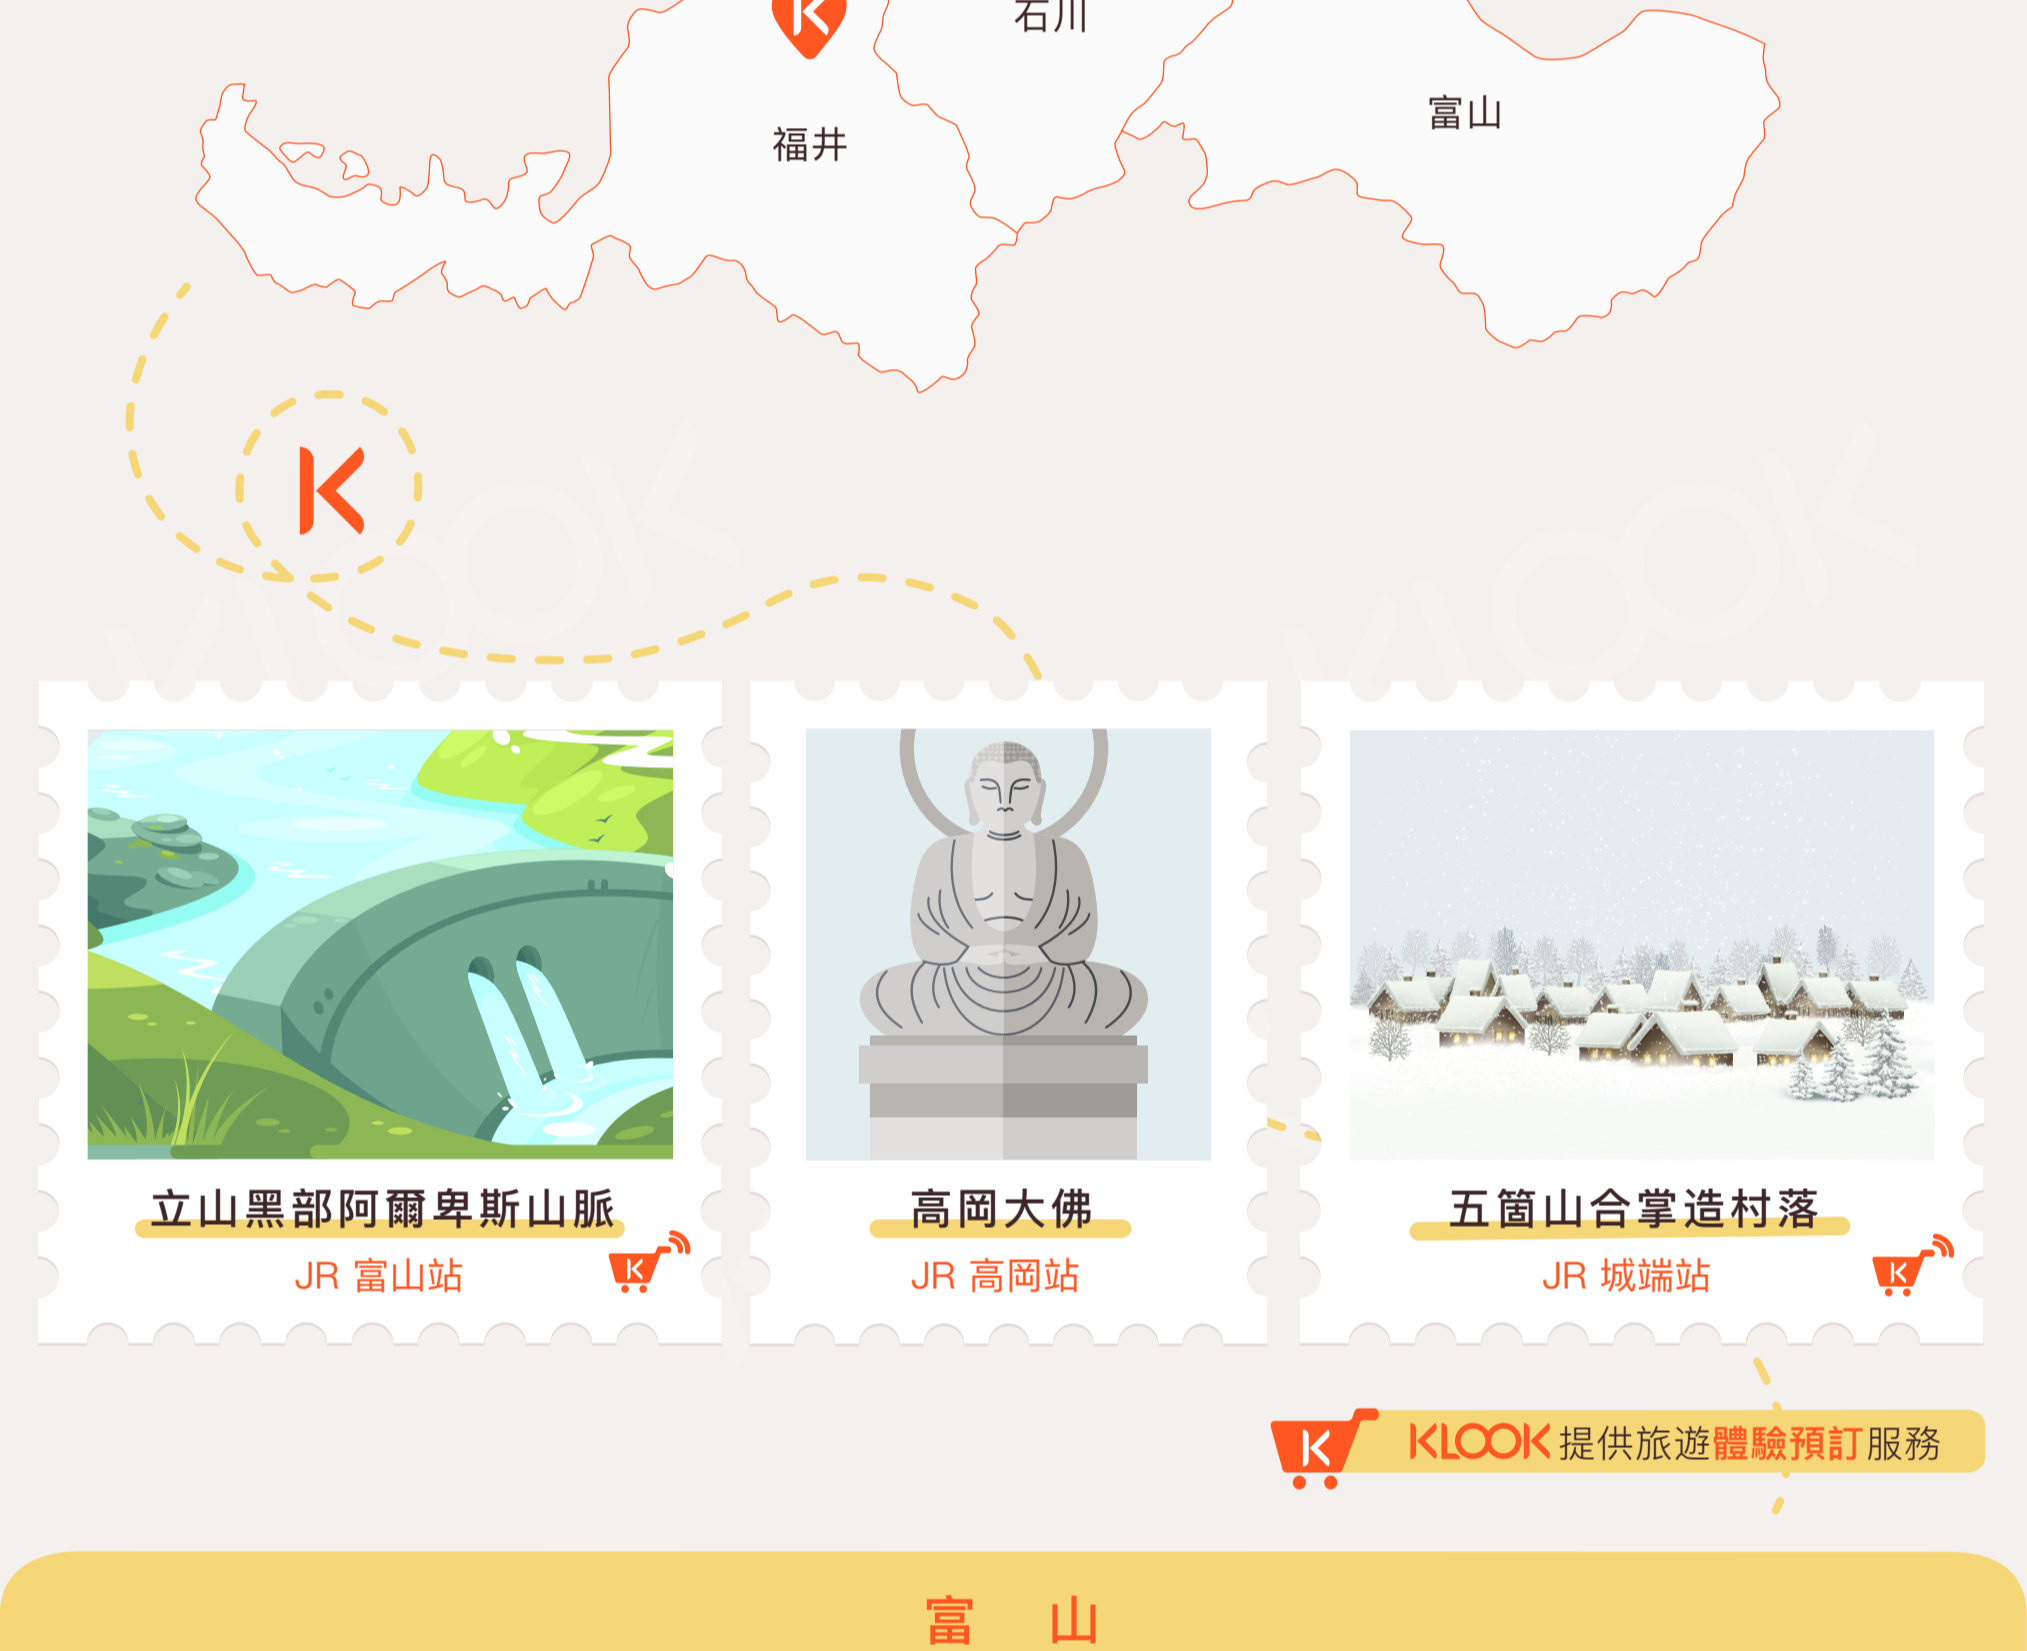 石川
富山
福井
立山黑部阿爾卑斯山脈
JR 富山站
高岡大佛
JR 高岡站
五箇山合掌造村落
JR 城端站
KLOOK 提供旅遊體驗預訂服務
富山